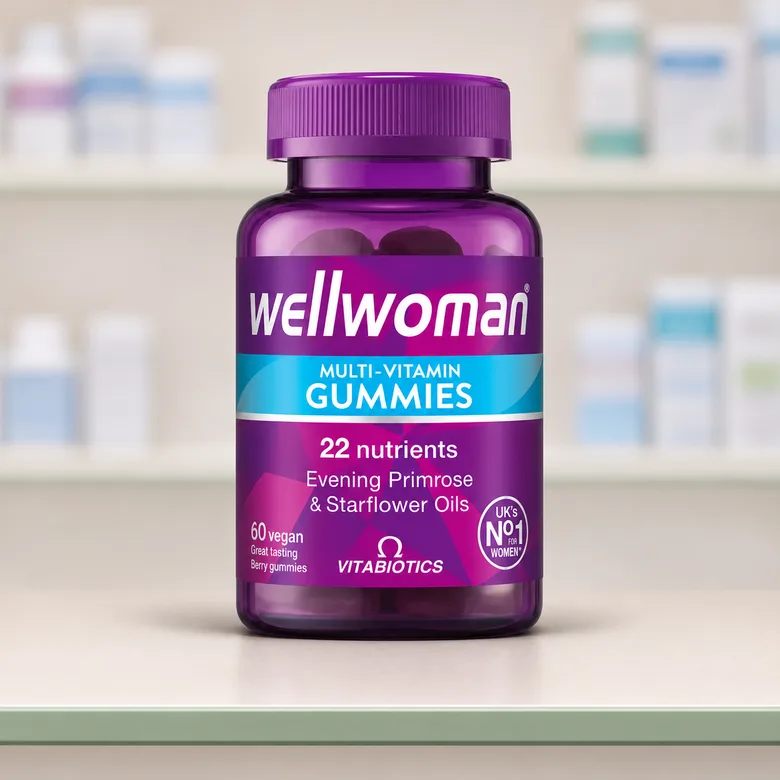 wellwoman®
MULTI-VITAMIN
GUMMIES
22 nutrients
Evening Primrose
& Starflower Oils
60 vegan
Great tasting
Berry gummies
Ω
VITABIOTICS
UK's
Nº1
FOR
WOMEN*